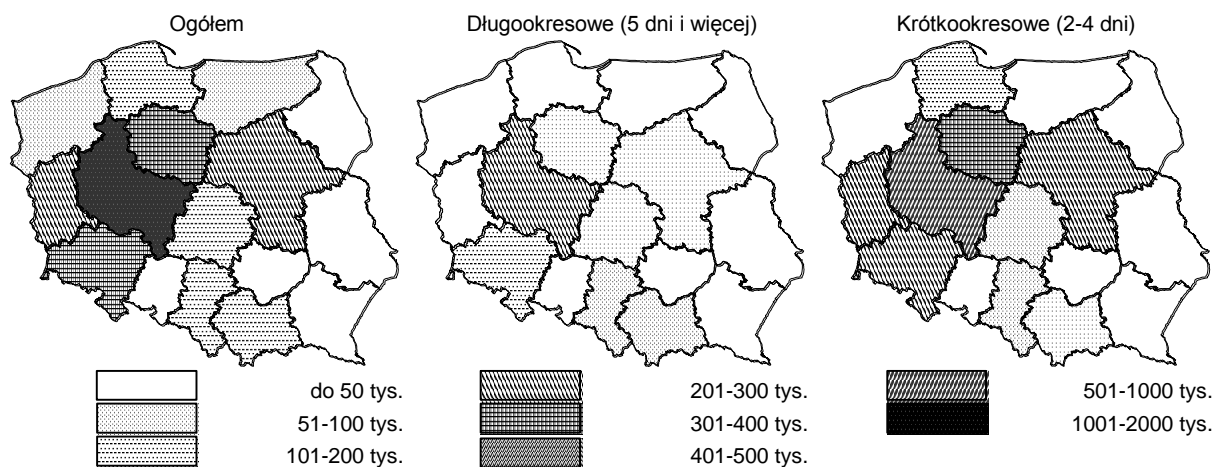 Ogółem
Długookresowe (5 dni i więcej)
Krótkookresowe (2-4 dni)
do 50 tys.
51-100 tys.
101-200 tys.
201-300 tys.
301-400 tys.
401-500 tys.
501-1000 tys.
1001-2000 tys.